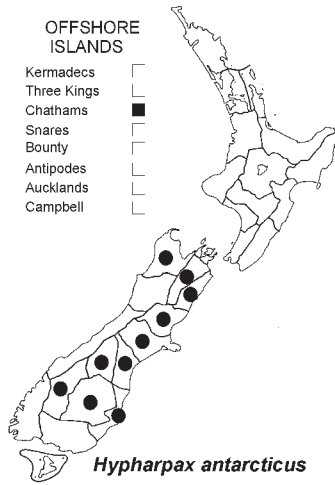 OFFSHORE
ISLANDS
Kermadecs
Three Kings
Chathams
Snares
Bounty
Antipodes
Aucklands
Campbell
Hypharpax antarcticus